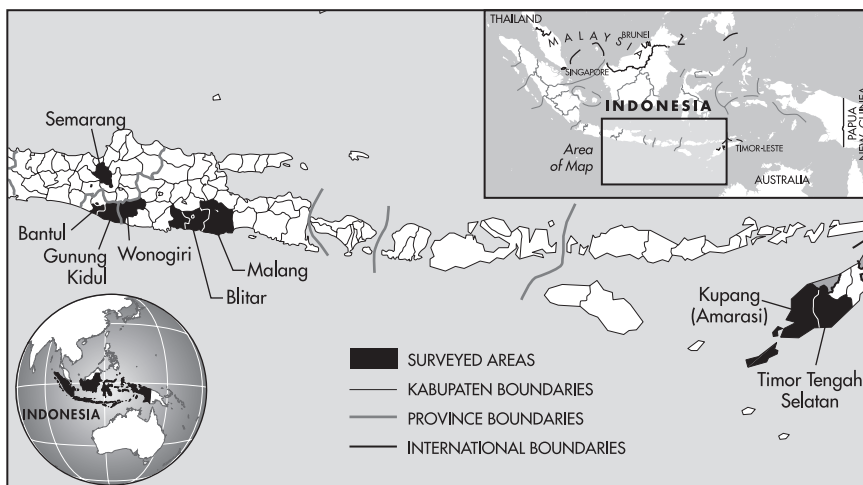 THAILAND
MALAYSIA
BRUNEI
SINGAPORE
INDONESIA
PAPUA
NEW GUINEA
Area
of Map
TIMOR-LESTE
AUSTRALIA
Semarang
Bantul
Gunung
Kidul
Wonogiri
Blitar
Malang
Kupang
(Amarasi)
Timor Tengah
Selatan
INDONESIA
SURVEYED AREAS
KABUPATEN BOUNDARIES
PROVINCE BOUNDARIES
INTERNATIONAL BOUNDARIES